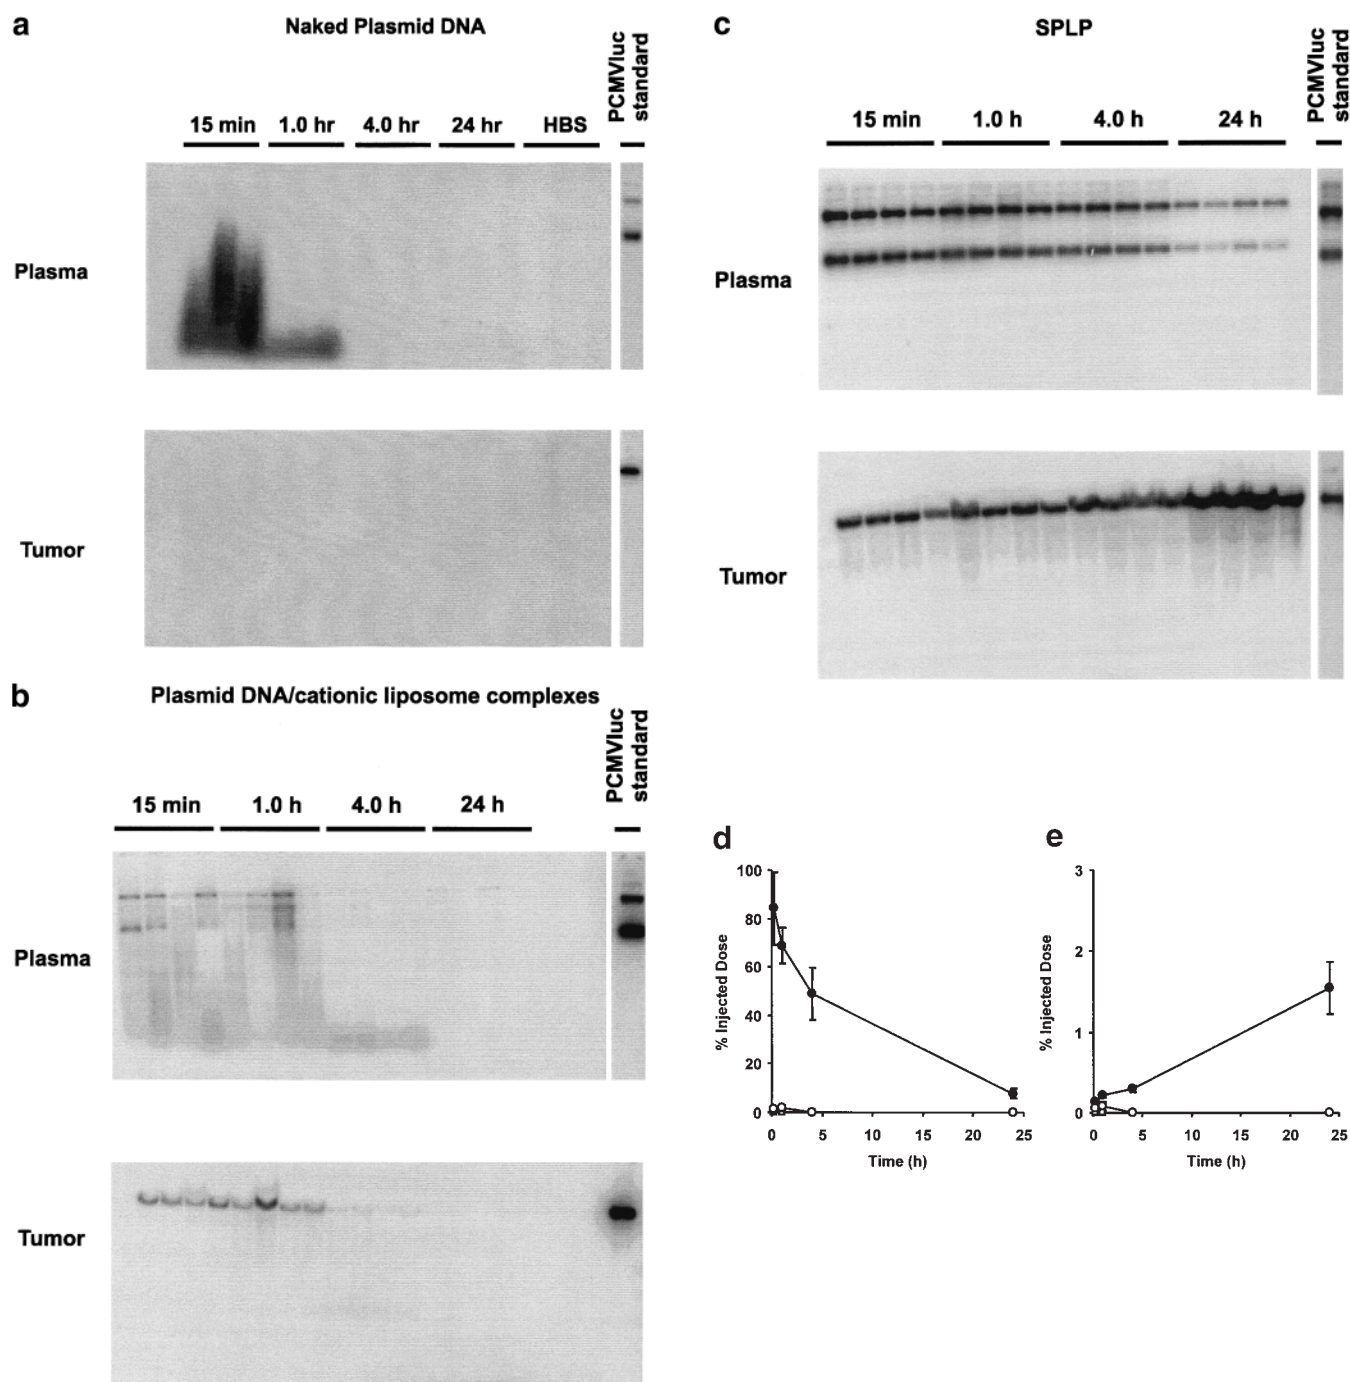 a
Naked Plasmid DNA
PCMVluc
standard
15 min 1.0 hr 4.0 hr 24 hr HBS
Plasma
Tumor
b
Plasmid DNA/cationic liposome complexes
PCMVluc
standard
15 min 1.0 h 4.0 h 24 h
Plasma
Tumor
c
SPLP
PCMVluc
standard
15 min 1.0 h 4.0 h 24 h
Plasma
Tumor
d
% Injected Dose
100
80
60
40
20
0
0 5 10 15 20 25
Time (h)
e
% Injected Dose
3
2
1
0
0 5 10 15 20 25
Time (h)